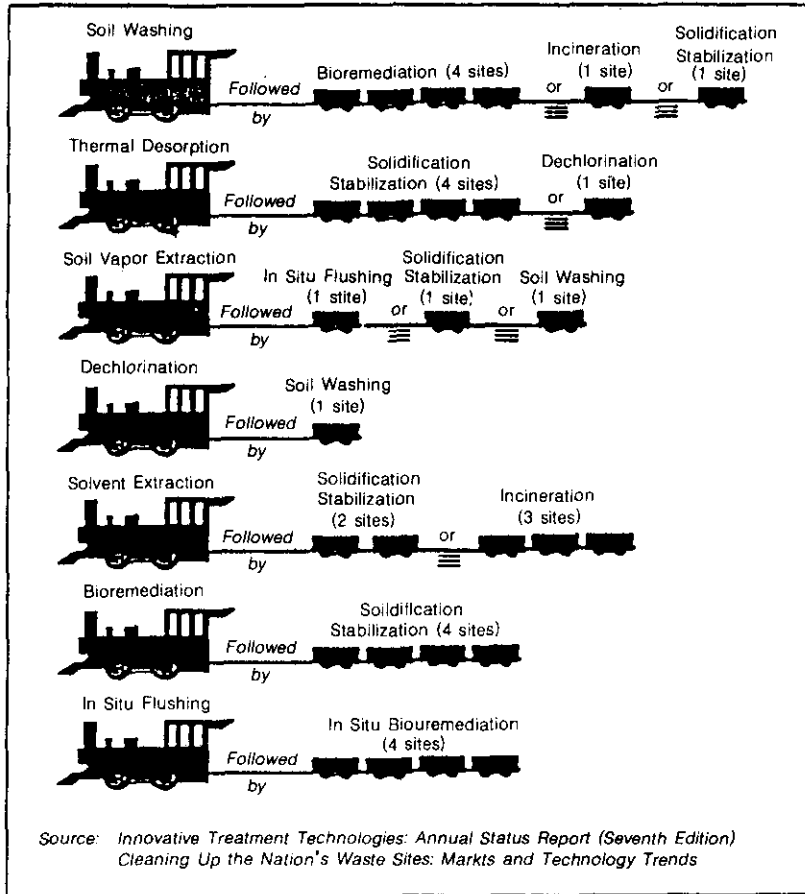 Soil Washing
Followed
by
Bioremediation (4 sites)
or
Incineration
(1 site)
or
Solidification
Stabilization
(1 site)
Thermal Desorption
Followed
by
Solidification
Stabilization (4 sites)
or
Dechlorination
(1 site)
Soil Vapor Extraction
Followed
by
In Situ Flushing
(1 stite)
or
Solidification
Stabilization
(1 site)
or
Soil Washing
(1 site)
Dechlorination
Followed
by
Soil Washing
(1 site)
Solvent Extraction
Followed
by
Solidification
Stabilization
(2 sites)
or
Incineration
(3 sites)
Bioremediation
Followed
by
Soildification
Stabilization (4 sites)
In Situ Flushing
Followed
by
In Situ Biouremediation
(4 sites)
Source: Innovative Treatment Technologies: Annual Status Report (Seventh Edition)
Cleaning Up the Nation's Waste Sites: Markts and Technology Trends